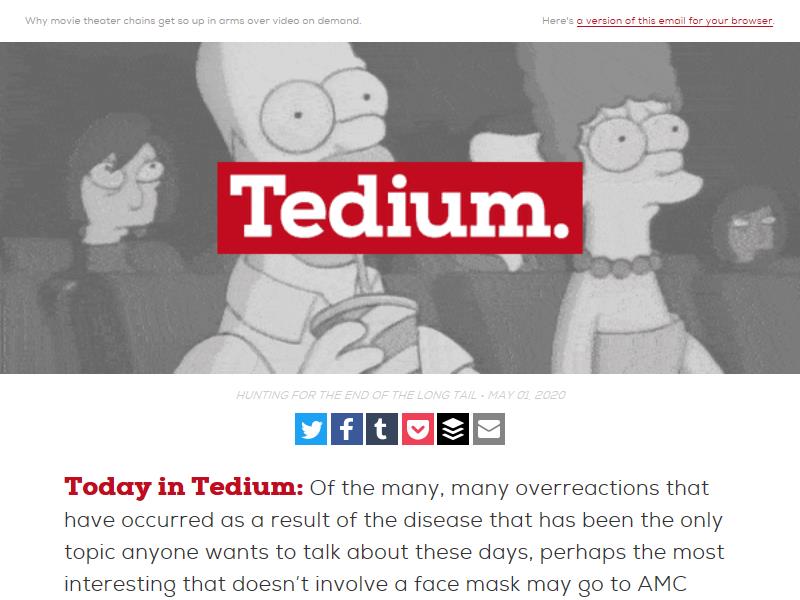 Why movie theater chains get so up in arms over video on demand.
Here's a version of this email for your browser.
Tedium.
HUNTING FOR THE END OF THE LONG TAIL • MAY 01, 2020
Today in Tedium: Of the many, many overreactions that
have occurred as a result of the disease that has been the only
topic anyone wants to talk about these days, perhaps the most
interesting that doesn't involve a face mask may go to AMC